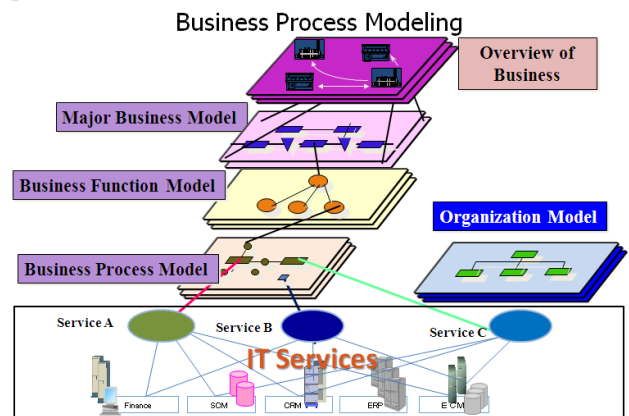 Business Process Modeling
Overview of
Business
Major Business Model
Business Function Model
Organization Model
Business Process Model
Service A
Service B
Service C
IT Services
Finance
SCM
CRM
ERP
E CM